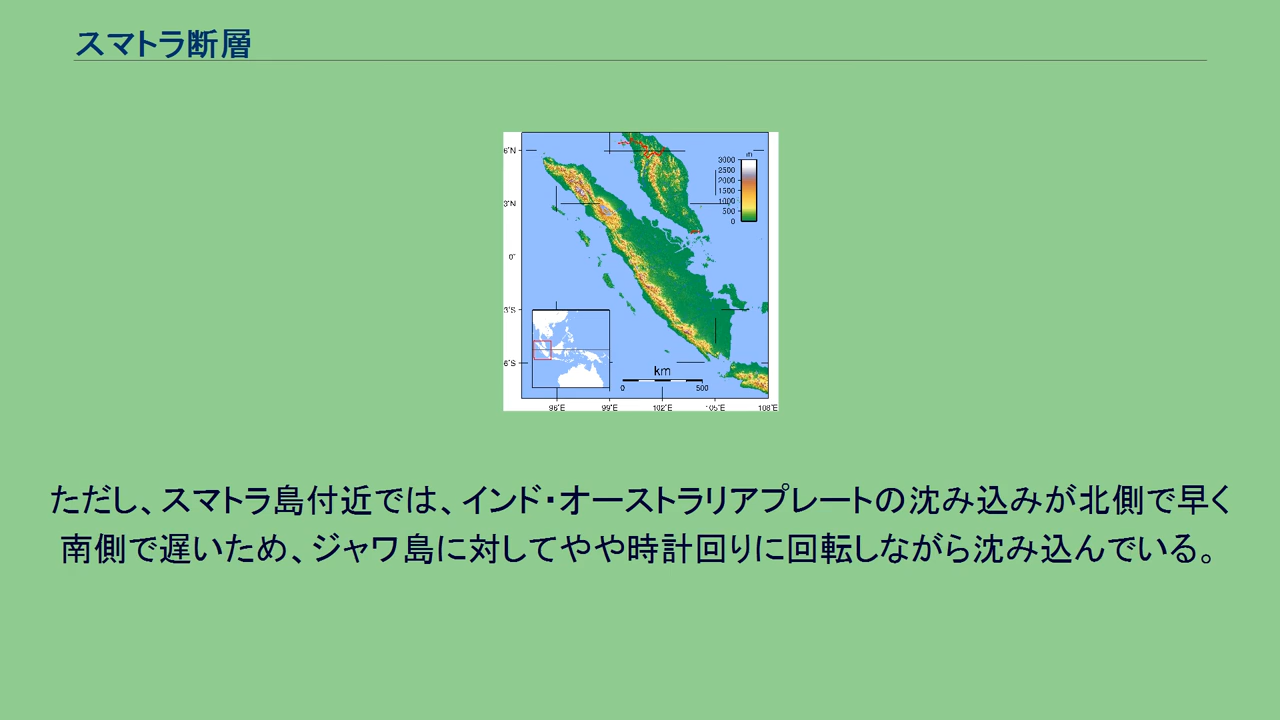 スマトラ断層
6°N
3°N
0°
3°S
6°S
m
3000
2500
2000
1500
1000
500
0
km
0 500
96°E 99°E 102°E 105°E 108°E
ただし、スマトラ島付近では、インド・オーストラリアプレートの沈み込みが北側で早く
南側で遅いため、ジャワ島に対してやや時計回りに回転しながら沈み込んでいる。